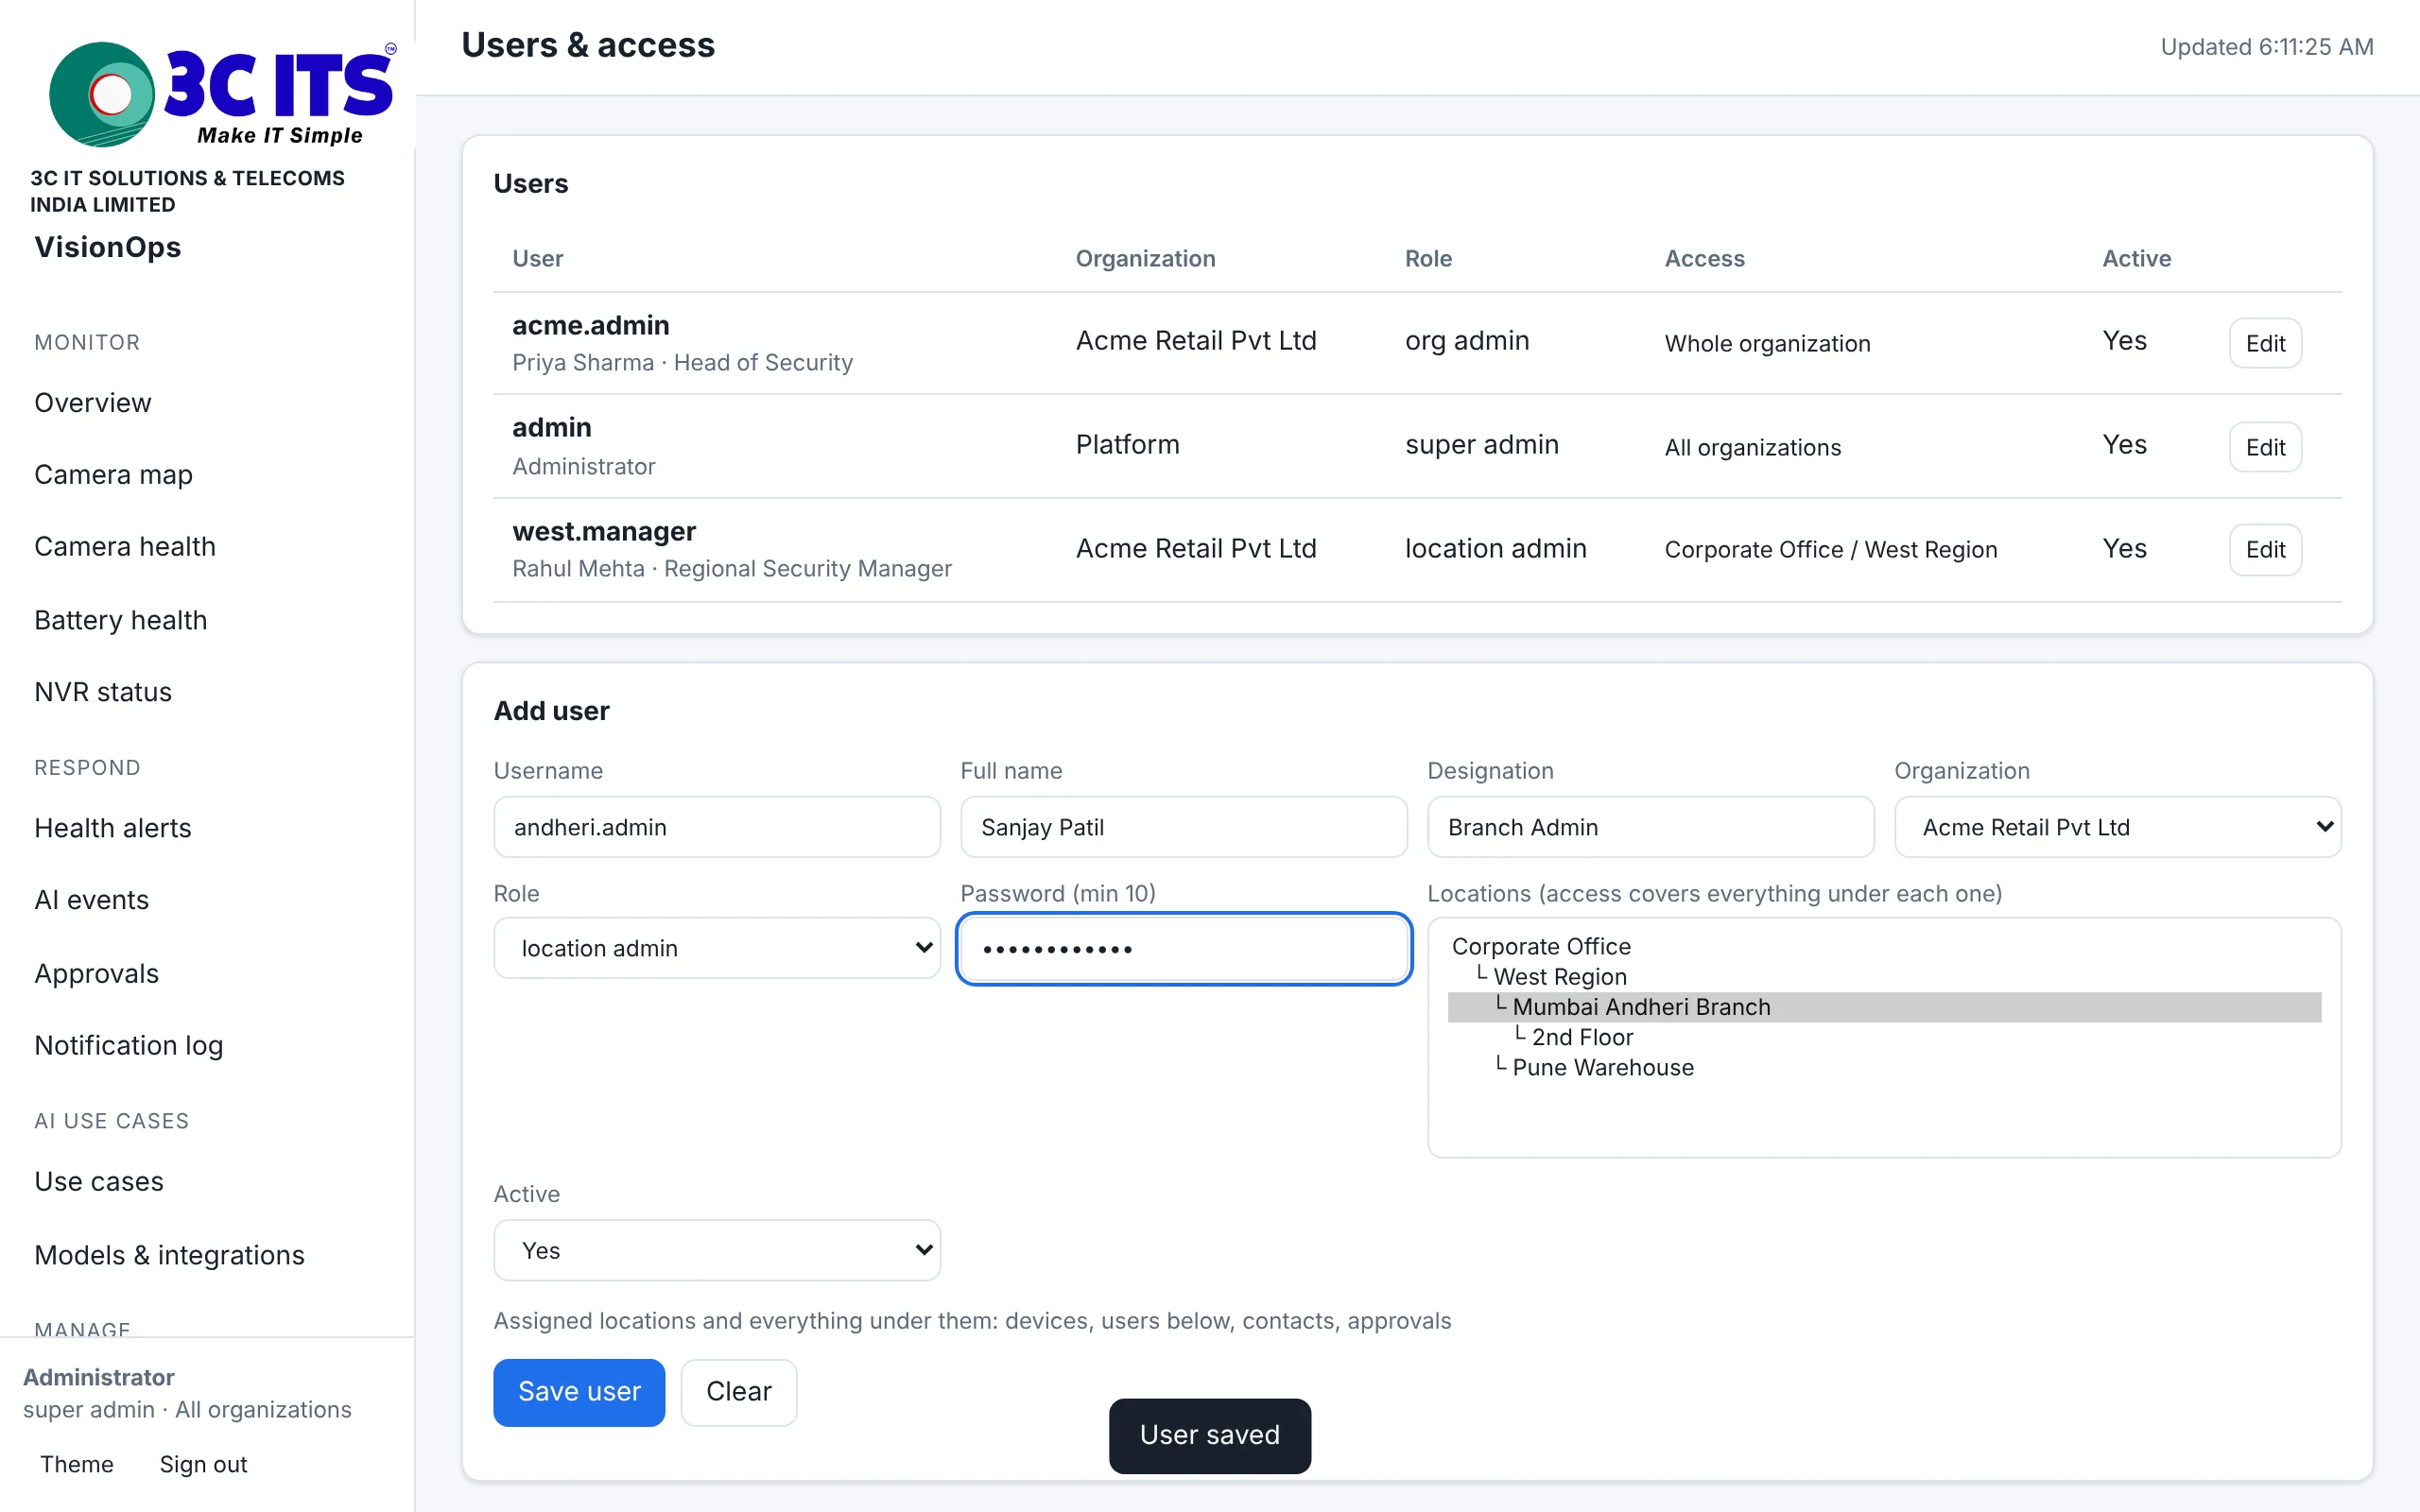 3C ITS TM
Make IT Simple
3C IT SOLUTIONS & TELECOMS
INDIA LIMITED
VisionOps
MONITOR
Overview
Camera map
Camera health
Battery health
NVR status
RESPOND
Health alerts
AI events
Approvals
Notification log
AI USE CASES
Use cases
Models & integrations
MANAGE
Administrator
super admin · All organizations
Theme Sign out
Users & access
Updated 6:11:25 AM
Users
User Organization Role Access Active
acme.admin
Priya Sharma · Head of Security
Acme Retail Pvt Ltd org admin Whole organization Yes Edit
admin
Administrator
Platform super admin All organizations Yes Edit
west.manager
Rahul Mehta · Regional Security Manager
Acme Retail Pvt Ltd location admin Corporate Office / West Region Yes Edit
Add user
Username Full name Designation Organization
andheri.admin Sanjay Patil Branch Admin Acme Retail Pvt Ltd
Role Password (min 10) Locations (access covers everything under each one)
location admin ••••••••••••
Corporate Office
└ West Region
└ Mumbai Andheri Branch
└ 2nd Floor
└ Pune Warehouse
Active
Yes
Assigned locations and everything under them: devices, users below, contacts, approvals
Save user Clear
User saved